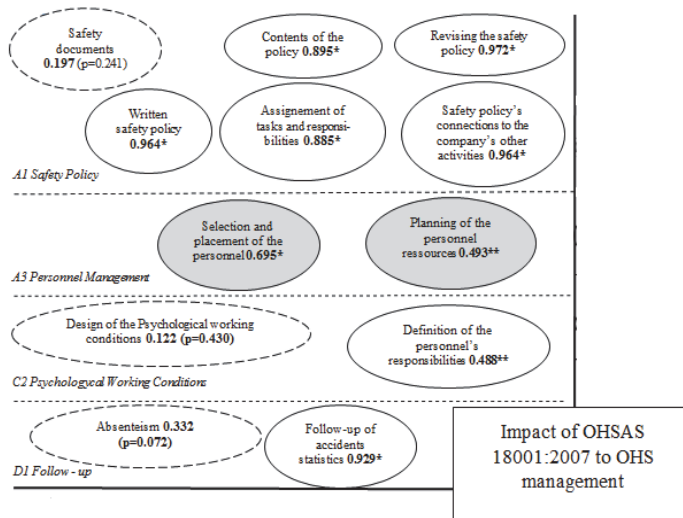 Safety
documents
0.197 (p=0.241)
Contents of the
policy 0.895*
Revising the safety
policy 0.972*
Written
safety policy
0.964*
Assignement of
tasks and responsi-
bilities 0.885*
Safety policy's
connections to the
company's other
activities 0.964*
A1 Safety Policy
Selection and
placement of the
personnel 0.695*
Planning of the
personnel
ressources 0.493**
A3 Personnel Management
Design of the Psychological working
conditions 0.122 (p=0.430)
Definition of the
personnel's
responsibilities 0.488**
C2 Psychologycal Working Conditions
Absenteism 0.332
(p=0.072)
Follow-up of
accidents
statistics 0.929*
D1 Follow - up
Impact of OHSAS
18001:2007 to OHS
management